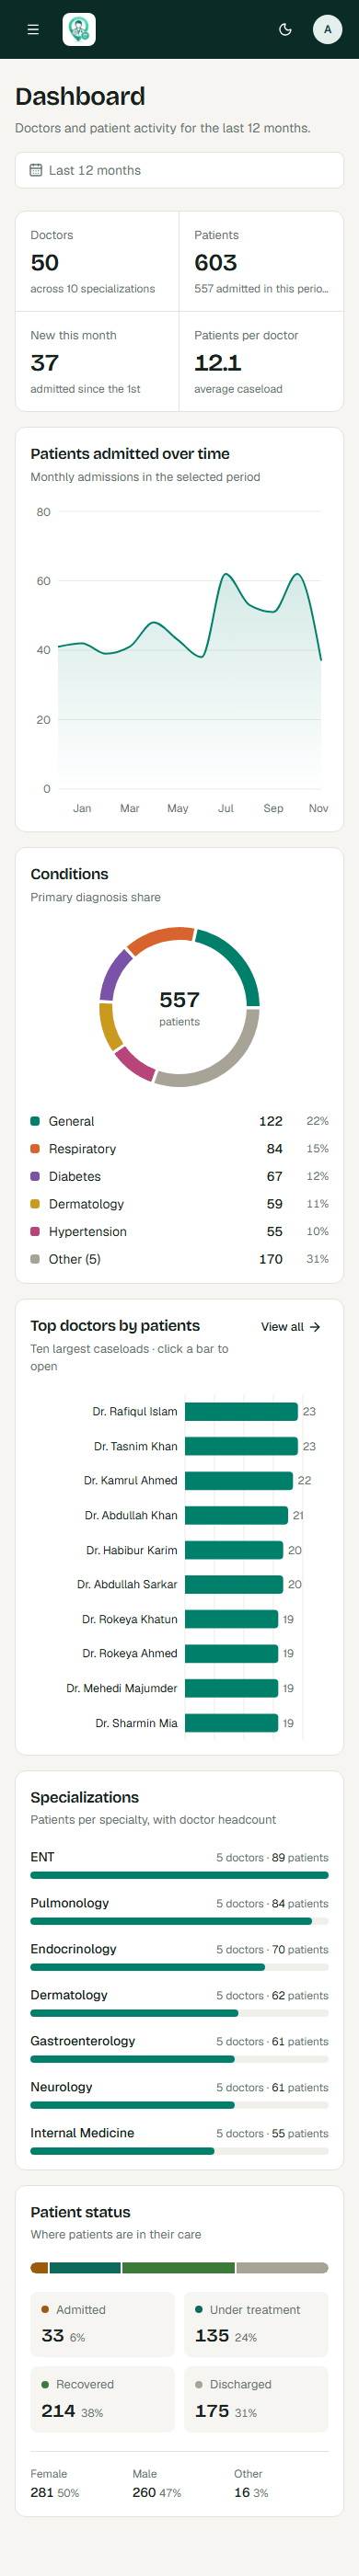 A
Dashboard
Doctors and patient activity for the last 12 months.
Last 12 months
Doctors
50
across 10 specializations
Patients
603
557 admitted in this perio...
New this month
37
admitted since the 1st
Patients per doctor
12.1
average caseload
Patients admitted over time
Monthly admissions in the selected period
80
60
40
20
0
Jan Mar May Jul Sep Nov
Conditions
Primary diagnosis share
557
patients
General 122 22%
Respiratory 84 15%
Diabetes 67 12%
Dermatology 59 11%
Hypertension 55 10%
Other (5) 170 31%
Top doctors by patients
View all →
Ten largest caseloads · click a bar to
open
Dr. Rafiqul Islam 23
Dr. Tasnim Khan 23
Dr. Kamrul Ahmed 22
Dr. Abdullah Khan 21
Dr. Habibur Karim 20
Dr. Abdullah Sarkar 20
Dr. Rokeya Khatun 19
Dr. Rokeya Ahmed 19
Dr. Mehedi Majumder 19
Dr. Sharmin Mia 19
Specializations
Patients per specialty, with doctor headcount
ENT 5 doctors · 89 patients
Pulmonology 5 doctors · 84 patients
Endocrinology 5 doctors · 70 patients
Dermatology 5 doctors · 62 patients
Gastroenterology 5 doctors · 61 patients
Neurology 5 doctors · 61 patients
Internal Medicine 5 doctors · 55 patients
Patient status
Where patients are in their care
Admitted
33 6%
Under treatment
135 24%
Recovered
214 38%
Discharged
175 31%
Female
281 50%
Male
260 47%
Other
16 3%